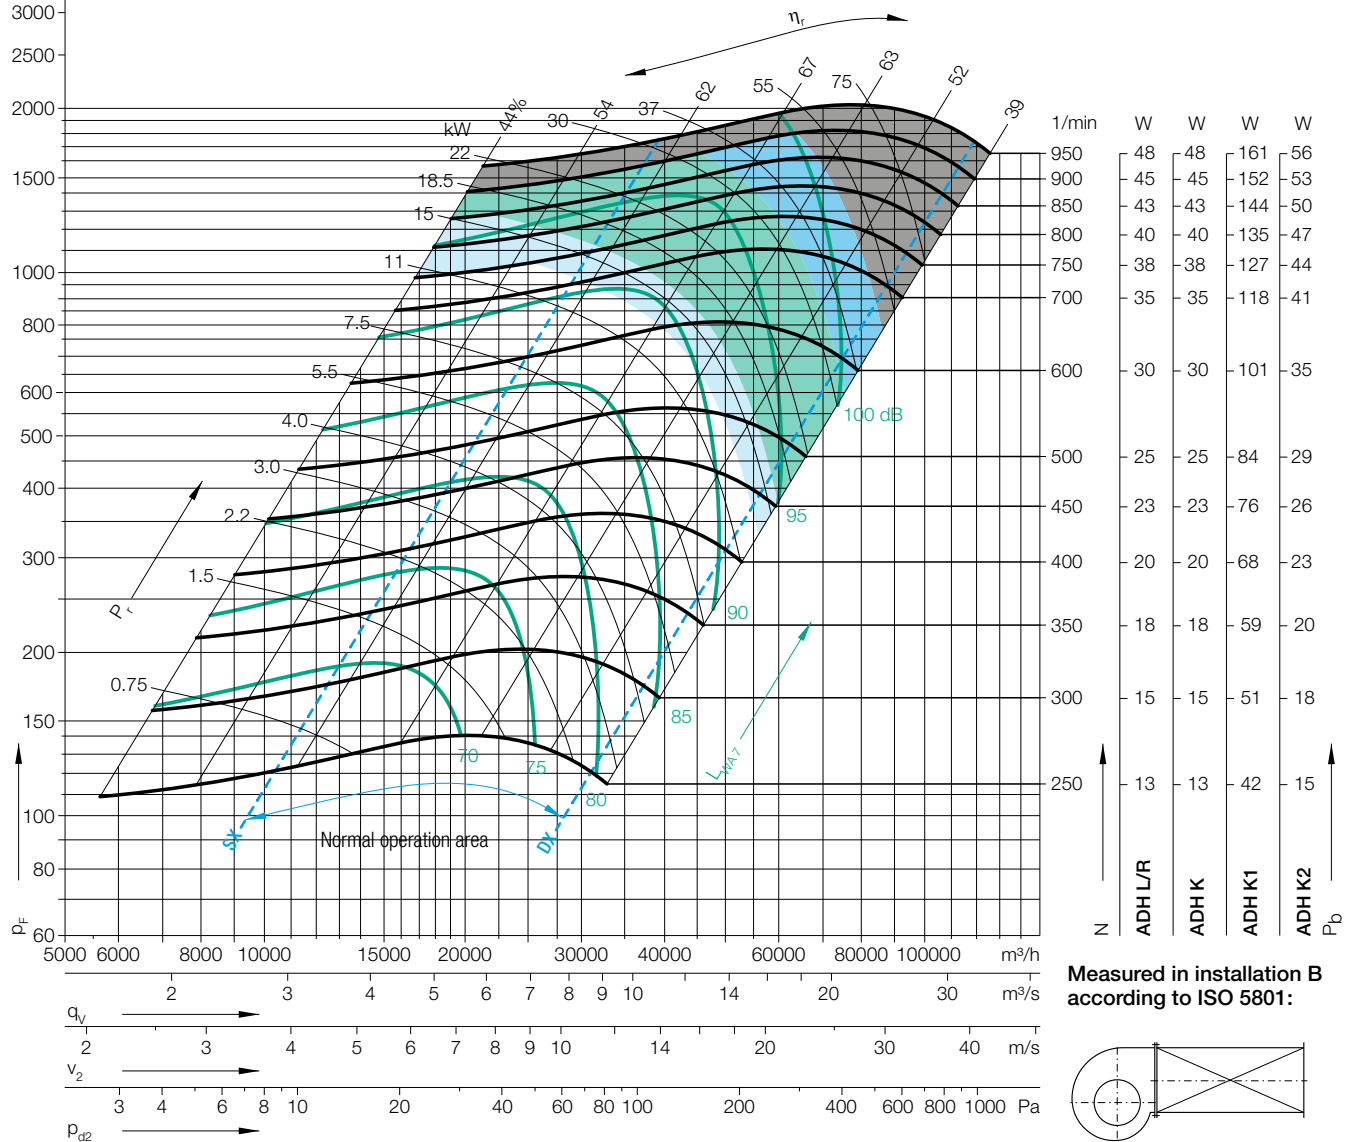 3000
2500
2000
1500
1000
800
600
500
400
300
200
150
100
80
60
p_F
η_r
kW
44%
54
62
67
63
52
39
22
30
37
55
75
18.5
15
11
7.5
5.5
4.0
3.0
2.2
1.5
0.75
P_r
70
75
80
85
90
95
100 dB
L_WA7
SX
DX
Normal operation area
1/min W W W W
950 48 48 161 56
900 45 45 152 53
850 43 43 144 50
800 40 40 135 47
750 38 38 127 44
700 35 35 118 41
600 30 30 101 35
500 25 25 84 29
450 23 23 76 26
400 20 20 68 23
350 18 18 59 20
300 15 15 51 18
250 13 13 42 15
N ADH L/R ADH K ADH K1 ADH K2 Pb
5000 6000 8000 10000 15000 20000 30000 40000 60000 80000 100000 m³/h
2 3 4 5 6 7 8 9 10 14 20 30 m³/s
q_V
2 3 4 5 6 7 8 9 10 14 20 30 40 m/s
v_2
3 4 6 8 10 20 40 60 80 100 200 400 600 800 1000 Pa
p_d2
Measured in installation B
according to ISO 5801: